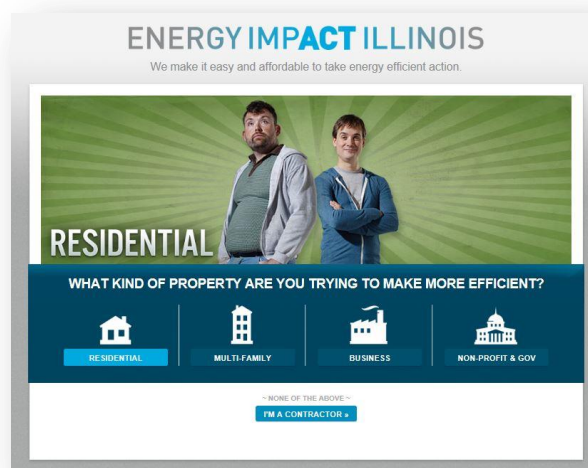 ENERGY IMPACT ILLINOIS
We make it easy and affordable to take energy efficient action.
RESIDENTIAL
WHAT KIND OF PROPERTY ARE YOU TRYING TO MAKE MORE EFFICIENT?
RESIDENTIAL
MULTI-FAMILY
BUSINESS
NON-PROFIT & GOV
~ NONE OF THE ABOVE ~
I'M A CONTRACTOR »